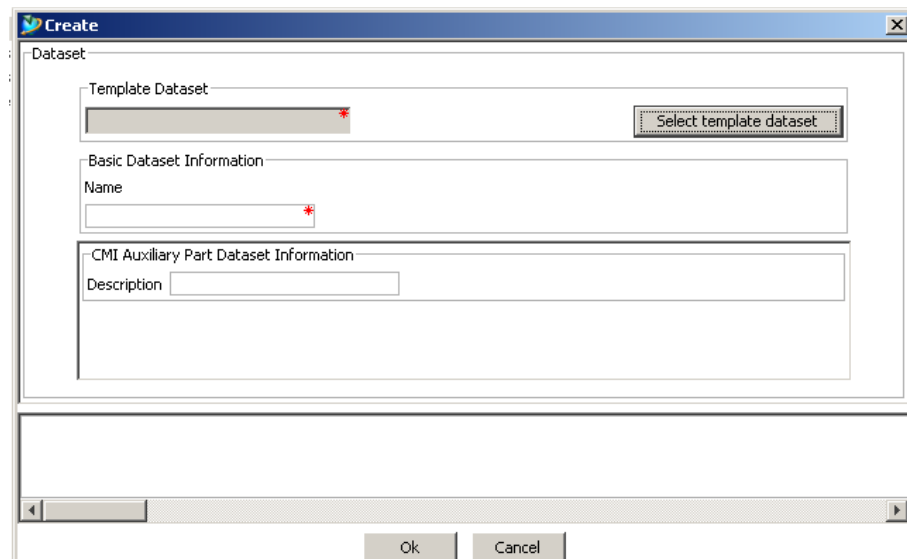 Create
Dataset
Template Dataset
*
Select template dataset
Basic Dataset Information
Name
*
CMI Auxiliary Part Dataset Information
Description
Ok Cancel